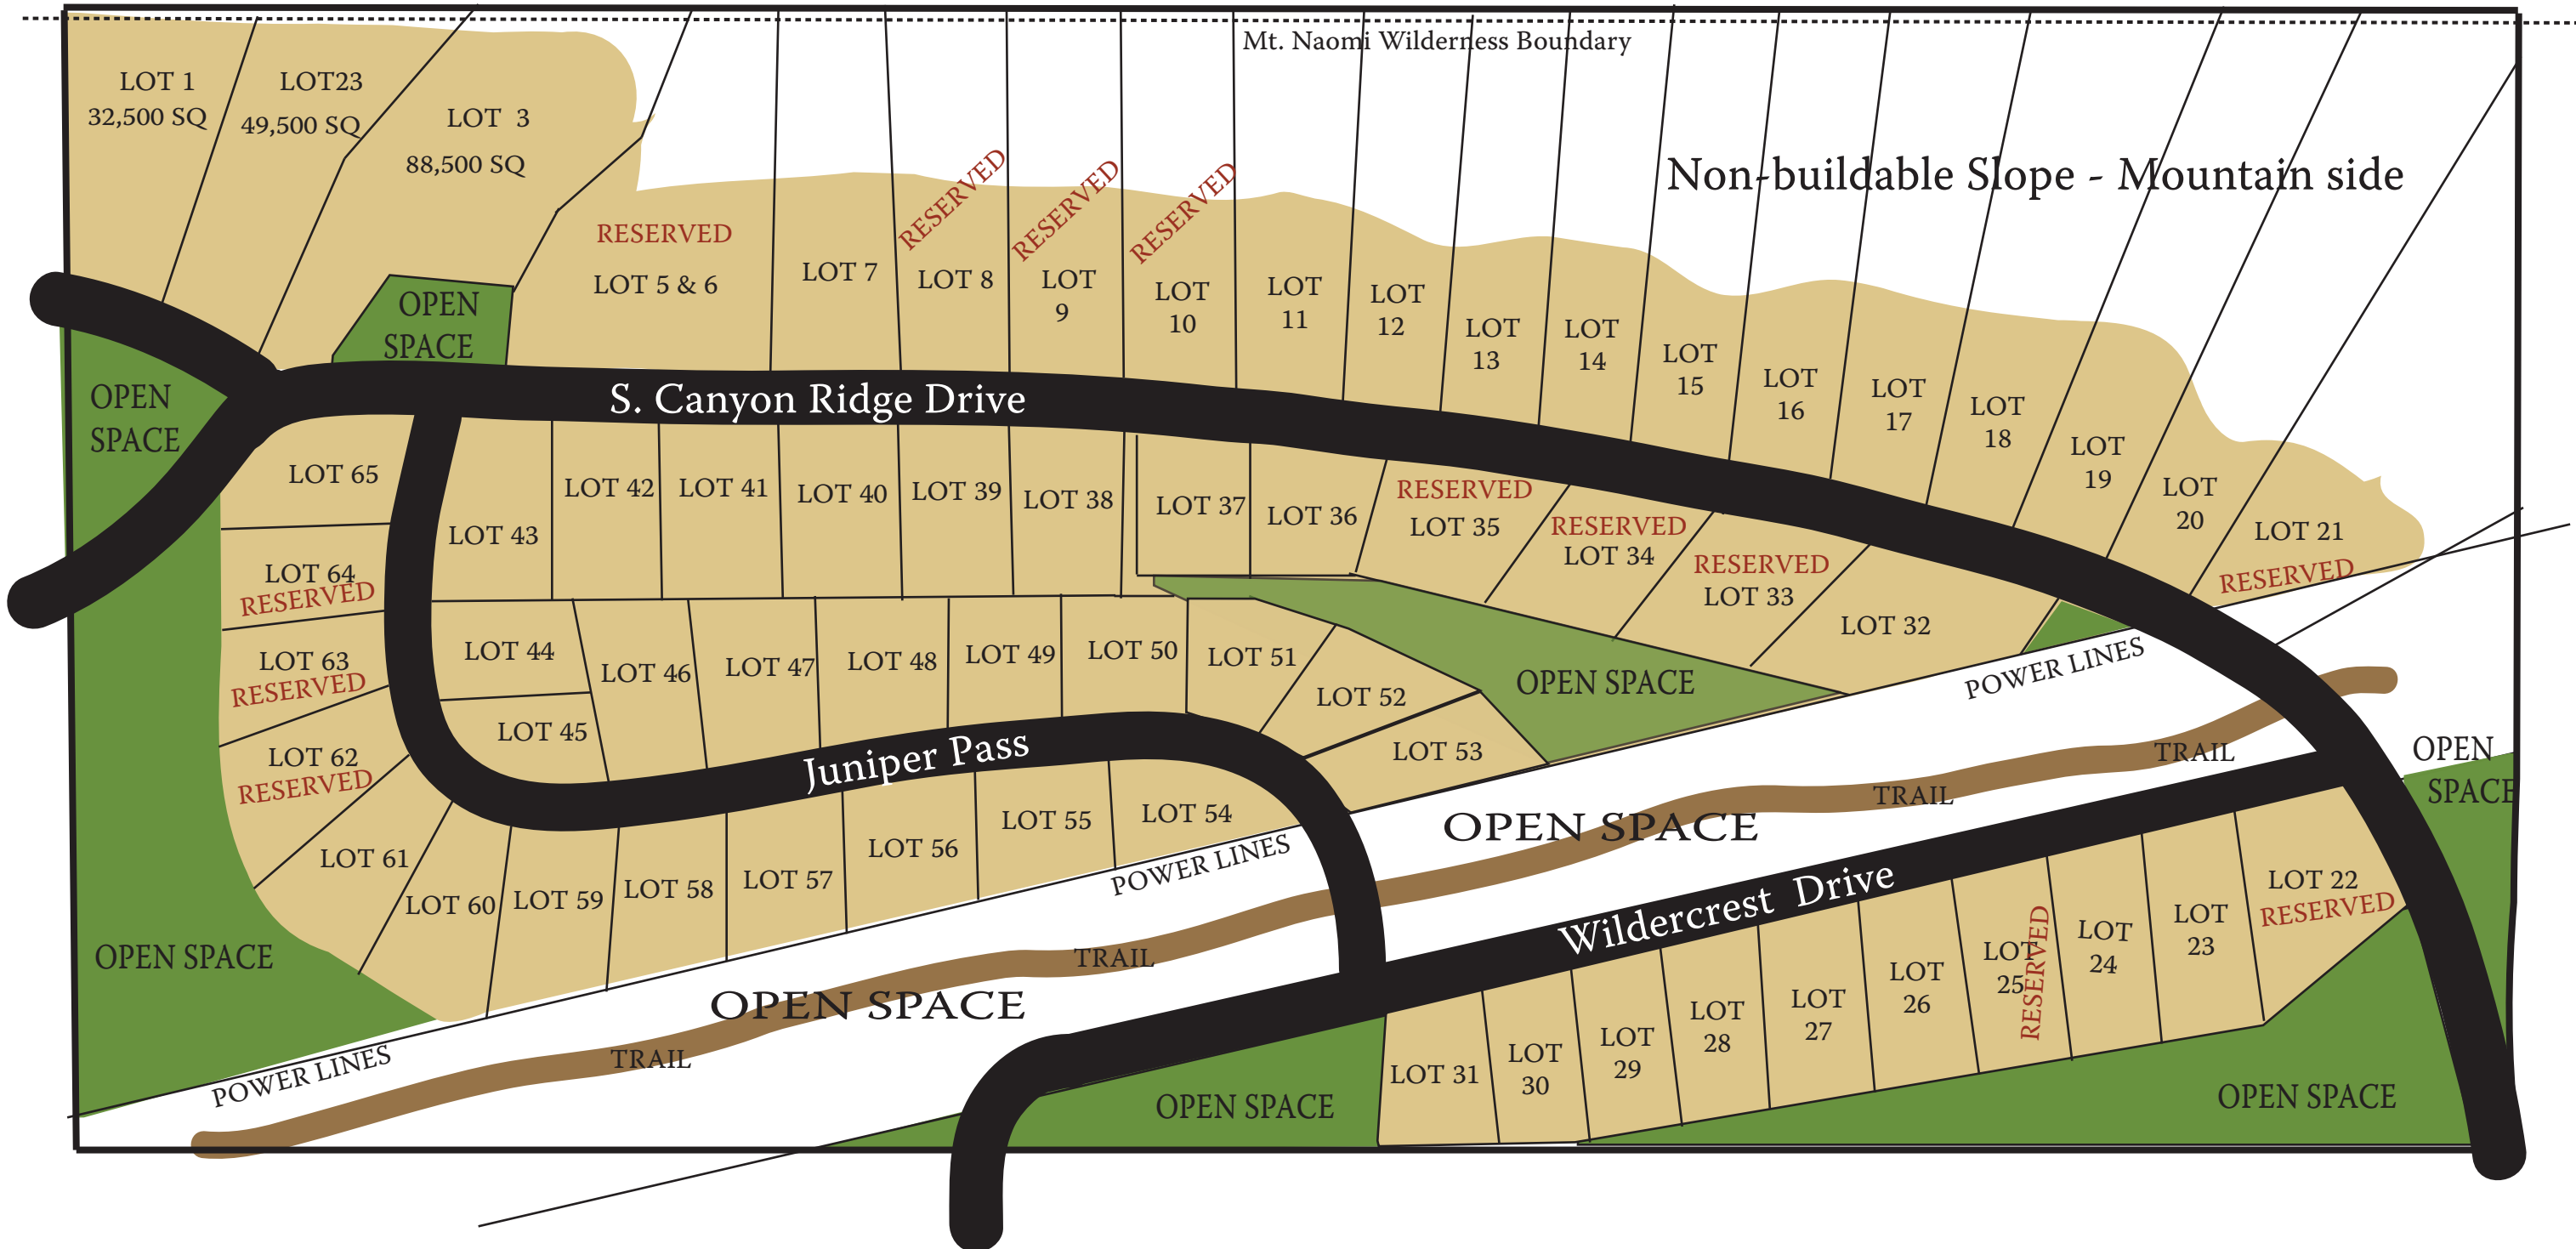 Mt. Naomi Wilderness Boundary
LOT 1
32,500 SQ
LOT23
49,500 SQ
LOT 3
88,500 SQ
Non-buildable Slope - Mountain side
RESERVED
LOT 5 & 6
LOT 7
RESERVED
LOT 8
RESERVED
LOT
9
RESERVED
LOT
10
LOT
11
LOT
12
LOT
13
LOT
14
LOT
15
LOT
16
LOT
17
LOT
18
LOT
19
LOT
20
LOT 21
RESERVED
OPEN
SPACE
OPEN
SPACE
S. Canyon Ridge Drive
LOT 65
LOT 64
RESERVED
LOT 63
RESERVED
LOT 62
RESERVED
LOT 43
LOT 42
LOT 41
LOT 40
LOT 39
LOT 38
LOT 37
LOT 36
RESERVED
LOT 35
RESERVED
LOT 34
RESERVED
LOT 33
LOT 32
LOT 44
LOT 45
LOT 46
LOT 47
LOT 48
LOT 49
LOT 50
LOT 51
LOT 52
LOT 53
OPEN SPACE
POWER LINES
Juniper Pass
LOT 61
LOT 60
LOT 59
LOT 58
LOT 57
LOT 56
LOT 55
LOT 54
POWER LINES
OPEN SPACE
TRAIL
TRAIL
OPEN
SPACE
OPEN SPACE
OPEN SPACE
TRAIL
TRAIL
POWER LINES
Wildercrest Drive
LOT 22
RESERVED
LOT
23
LOT
24
LOT
25
RESERVED
LOT
26
LOT
27
LOT
28
LOT
29
LOT
30
LOT 31
OPEN SPACE
OPEN SPACE